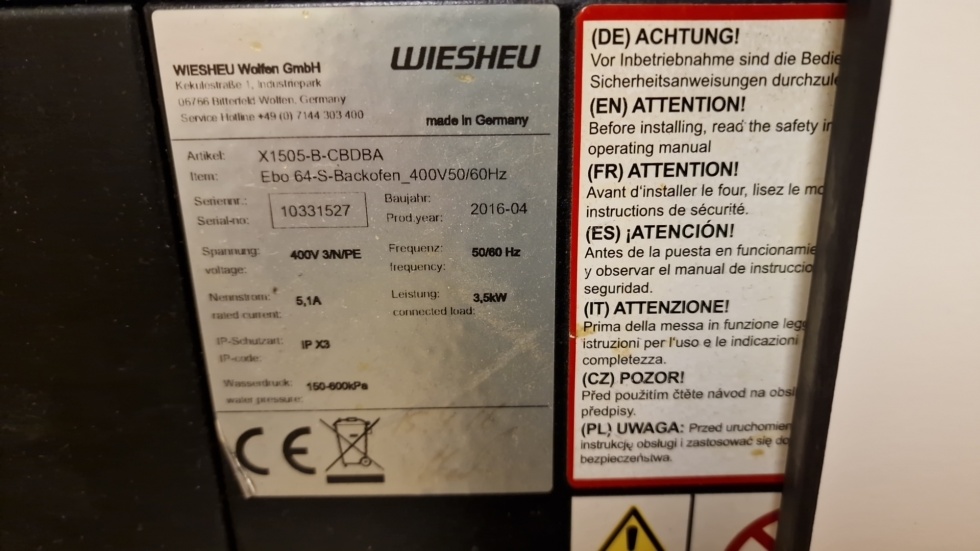 WIESHEU Wolfen GmbH
Kekulestraße 1, Industriepark
06766 Bitterfeld Wolfen, Germany
Service Hotline +49 (0) 7144 303 400
WIESHEU
made in Germany
Artikel: X1505-B-CBDBA
Item: Ebo 64-S-Backofen_400V50/60Hz
Seriennr.:
Serial-no:
10331527
Baujahr:
Prod.year:
2016-04
Spannung:
voltage:
400V 3/N/PE
Frequenz:
frequency:
50/60 Hz
Nennstrom:
rated current:
5,1A
Leistung:
connected load:
3,5kW
IP-Schutzart:
IP-code:
IP X3
Wasserdruck:
water pressure:
150-600kPa
CE
(DE) ACHTUNG!
Vor Inbetriebnahme sind die Bedie
Sicherheitsanweisungen durchzule
(EN) ATTENTION!
Before installing, read the safety in
operating manual
(FR) ATTENTION!
Avant d'installer le four, lisez le mo
instructions de sécurité.
(ES) ¡ATENCIÓN!
Antes de la puesta en funcionamie
y observar el manual de instruccio
seguridad.
(IT) ATTENZIONE!
Prima della messa in funzione legg
istruzioni per l'uso e le indicazioni
completezza.
(CZ) POZOR!
Před použitím čtěte návod na obsl
předpisy.
(PL) UWAGA: Przed uruchomien
instrukcję obsługi i zastosować się do
bezpieczeństwa.